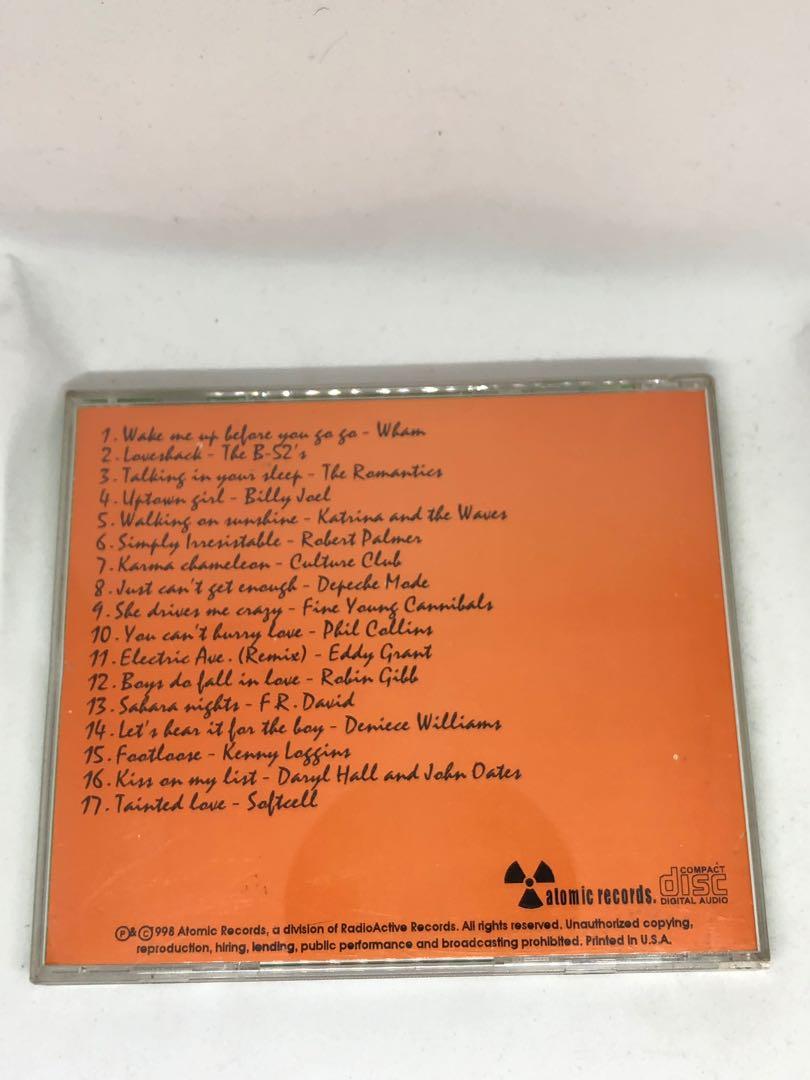 1. Wake me up before you go go - Wham
2. Loveshack - The B-52's
3. Talking in your sleep - The Romantics
4. Uptown girl - Billy Joel
5. Walking on sunshine - Katrina and the Waves
6. Simply Irresistable - Robert Palmer
7. Karma chameleon - Culture Club
8. Just can't get enough - Depeche Mode
9. She drives me crazy - Fine Young Cannibals
10. You can't hurry love - Phil Collins
11. Electric Ave. (Remix) - Eddy Grant
12. Boys do fall in love - Robin Gibb
13. Sahara nights - F.R. David
14. Let's hear it for the boy - Deniece Williams
15. Footloose - Kenny Loggins
16. Kiss on my list - Daryl Hall and John Oates
17. Tainted love - Softcell
atomic records.
COMPACT
disc
DIGITAL AUDIO
Ⓟ&Ⓒ1998 Atomic Records, a division of RadioActive Records. All rights reserved. Unauthorized copying,
reproduction, hiring, lending, public performance and broadcasting prohibited. Printed in U.S.A.